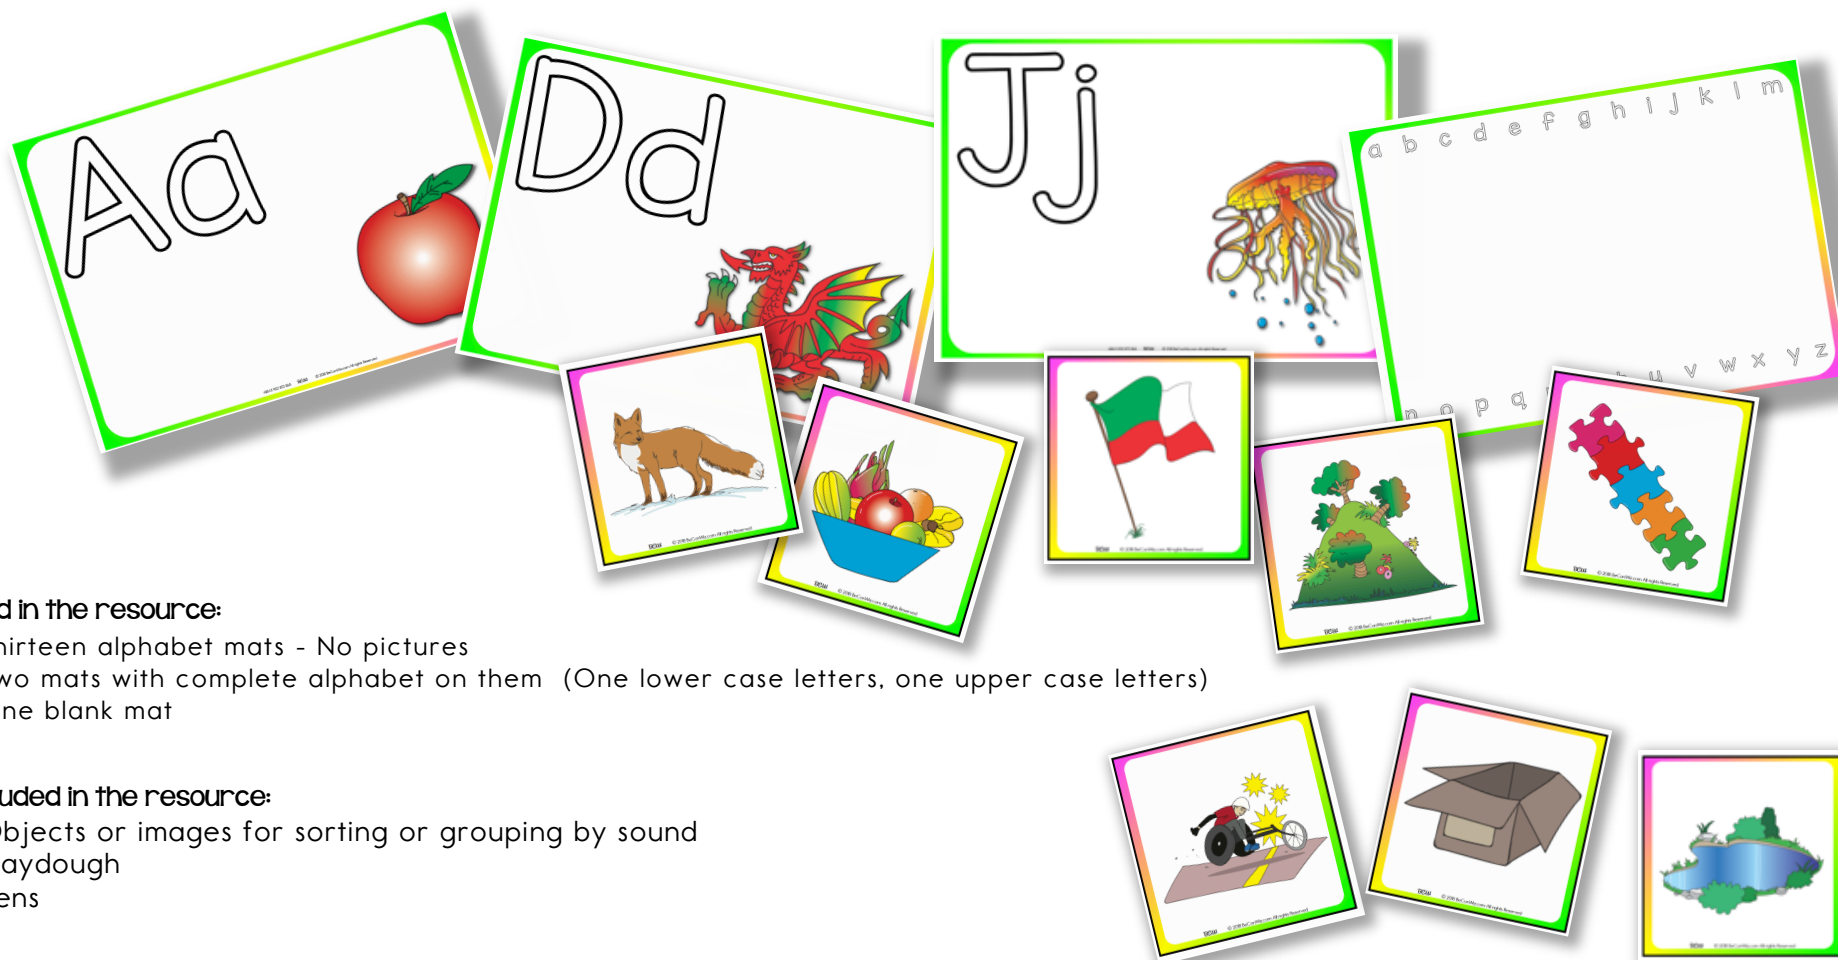 Aa
Dd
Jj
a b c d e f g h i j k l m
n o p q u v w x y z
d in the resource:
hirteen alphabet mats - No pictures
wo mats with complete alphabet on them (One lower case letters, one upper case letters)
ne blank mat
uded in the resource:
Objects or images for sorting or grouping by sound
aydough
ens